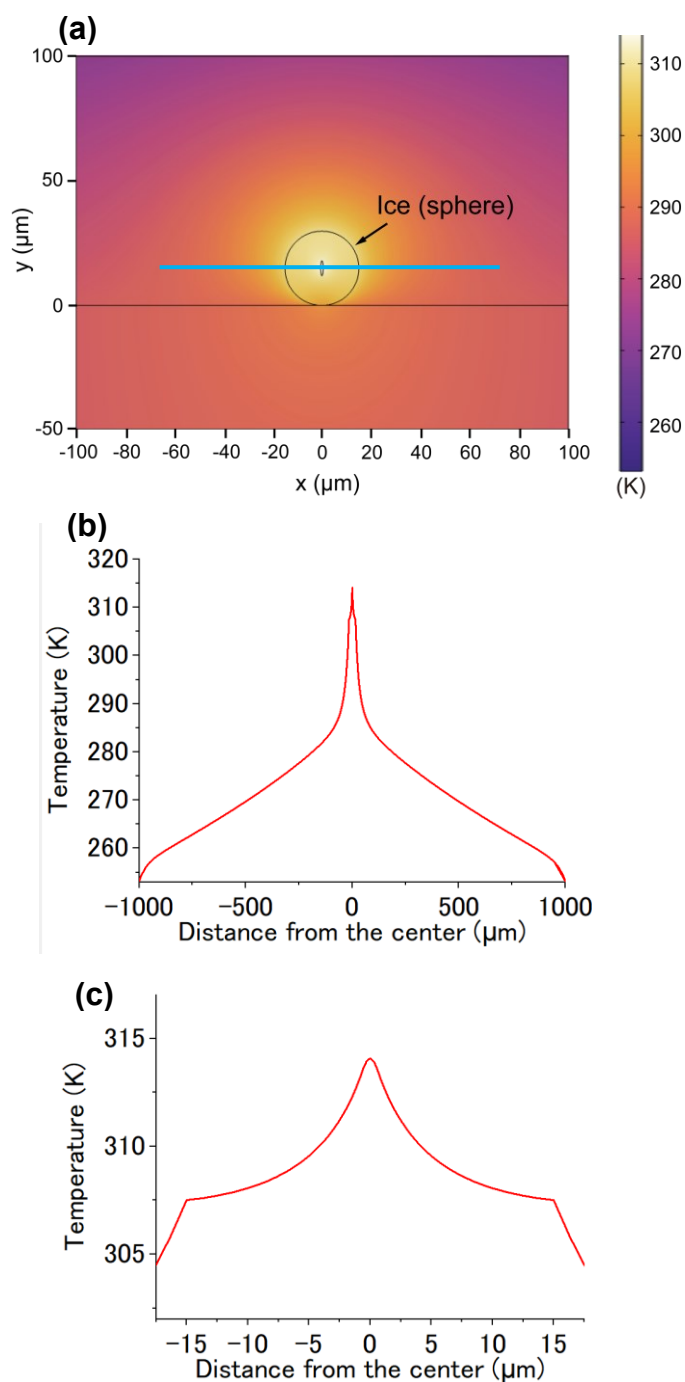 (a)
100
50
0
-50
y (µm)
Ice (sphere)
-100 -80 -60 -40 -20 0 20 40 60 80 100
x (µm)
310
300
290
280
270
260
(K)
(b)
320
310
300
290
280
270
260
Temperature (K)
−1000 −500 0 500 1000
Distance from the center (µm)
(c)
315
310
305
Temperature (K)
−15 −10 −5 0 5 10 15
Distance from the center (µm)